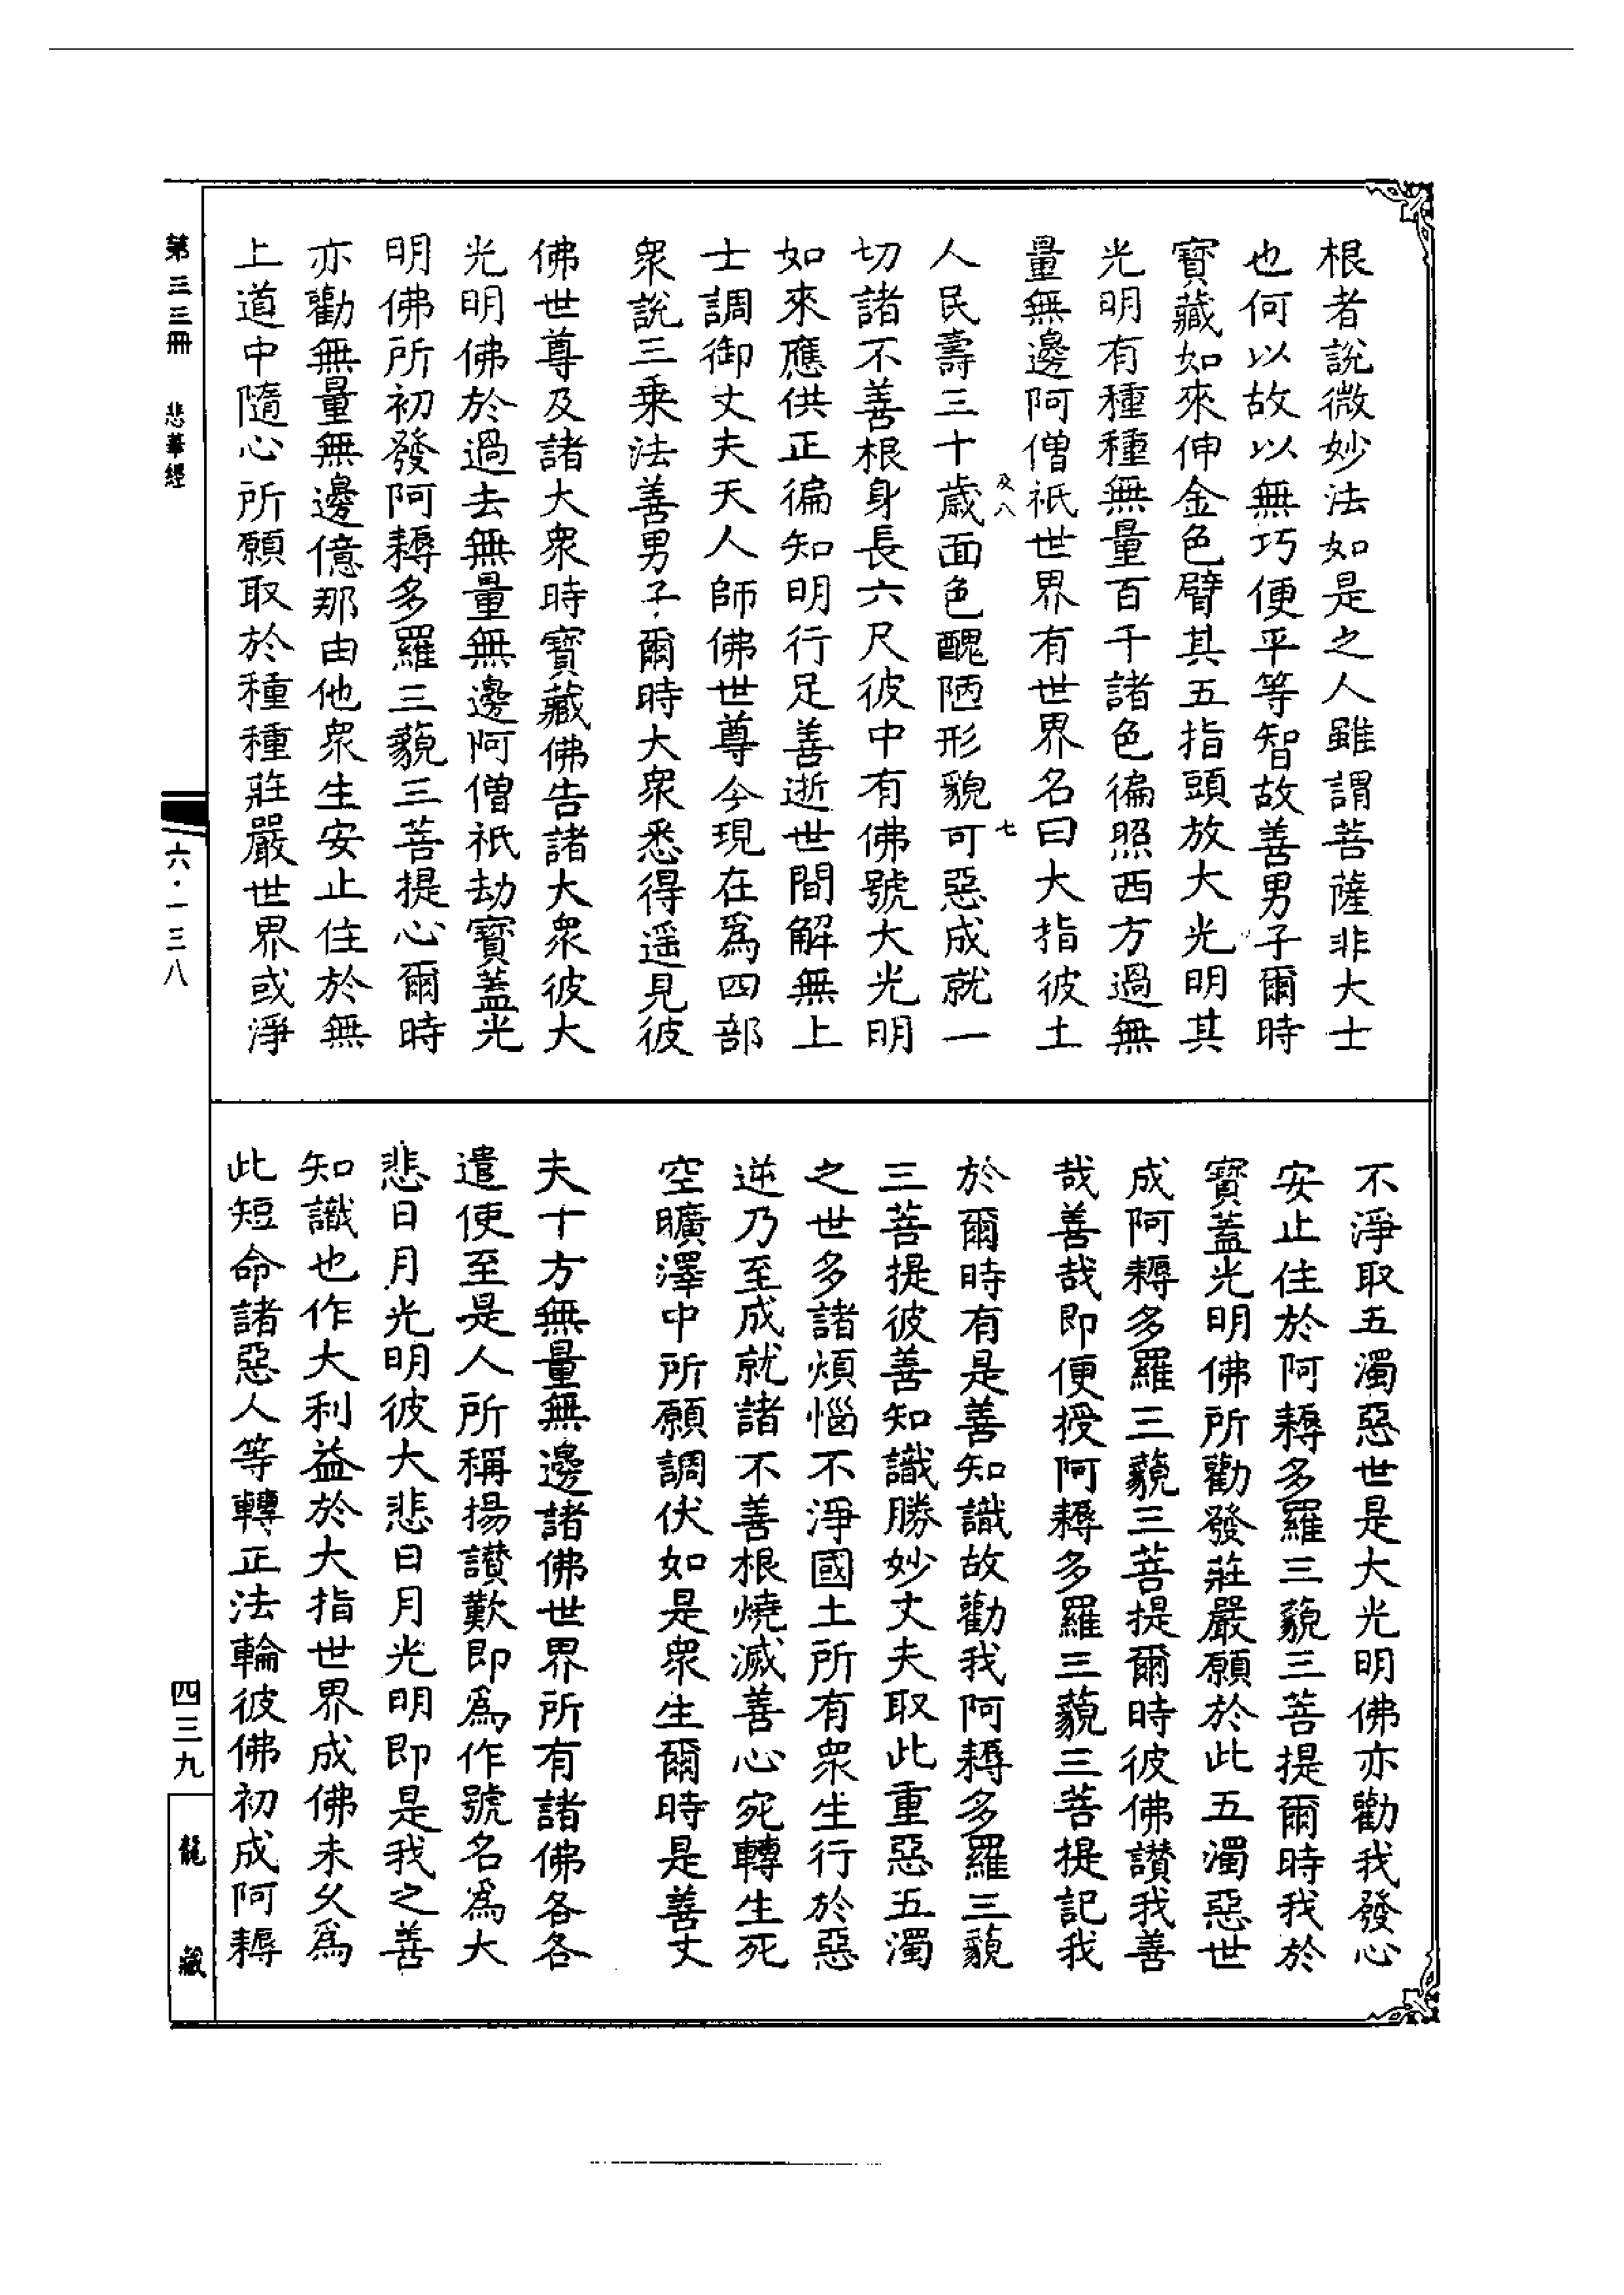 根者說微妙法如是之人雖謂菩薩非大士
也何以故以無巧便平等智故善男子爾時
寶藏如來伸金色臂其五指頭放大光明其
光明有種種無量百千諸色徧照西方過無
量無邊阿僧祇世界有世界名曰大指彼土
及八
七
人民壽三十歲面色醜陋形貌可惡成就一
切諸不善根身長六尺彼中有佛號大光明
如來應供正徧知明行足善逝世間解無上
士調御丈夫天人師佛世尊今現在為四部
眾說三乘法善男子爾時大眾悉得遥見彼
佛世尊及諸大眾時寶藏佛告諸大眾彼大
光明佛於過去無量無邊阿僧祇劫寶蓋光
明佛所初發阿耨多羅三藐三菩提心爾時
亦勸無量無邊億那由他眾生安止住於無
上道中隨心所願取於種種莊嚴世界或淨
不淨取五濁惡世是大光明佛亦勸我發心
安止住於阿耨多羅三藐三菩提爾時我於
寶蓋光明佛所勸發莊嚴願於此五濁惡世
成阿耨多羅三藐三菩提爾時彼佛讃我善
哉善哉即便授阿耨多羅三藐三菩提記我
於爾時有是善知識故勸我阿耨多羅三藐
三菩提彼善知識勝妙丈夫取此重惡五濁
之世多諸煩惱不淨國土所有眾生行於惡
逆乃至成就諸不善根燒滅善心宛轉生死
空曠澤中所願調伏如是眾生爾時是善丈
夫十方無量無邊諸佛世界所有諸佛各各
遣使至是人所稱揚讃歎即為作號名為大
悲日月光明彼大悲日月光明即是我之善
知識也作大利益於大指世界成佛未久為
此短命諸惡人等轉正法輪彼佛初成阿耨
第三三冊 悲華經
六·一三八
四三九
龍藏